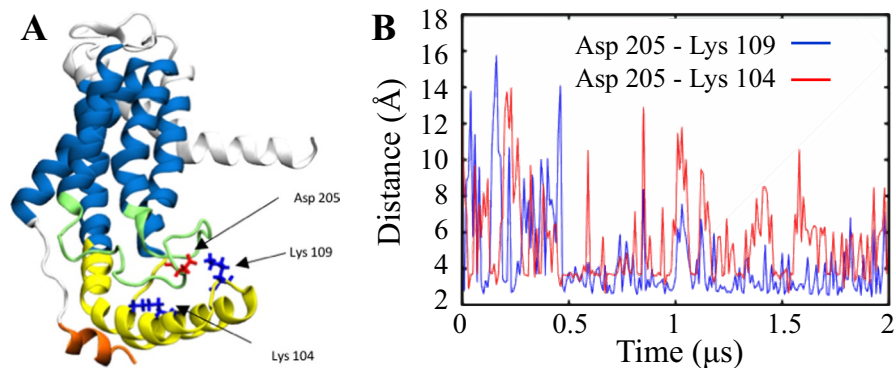 A
Asp 205
Lys 109
Lys 104
B
Asp 205 - Lys 109
Asp 205 - Lys 104
Distance (Å)
18
16
14
12
10
8
6
4
2
0
0.5
1
1.5
2
Time (μs)